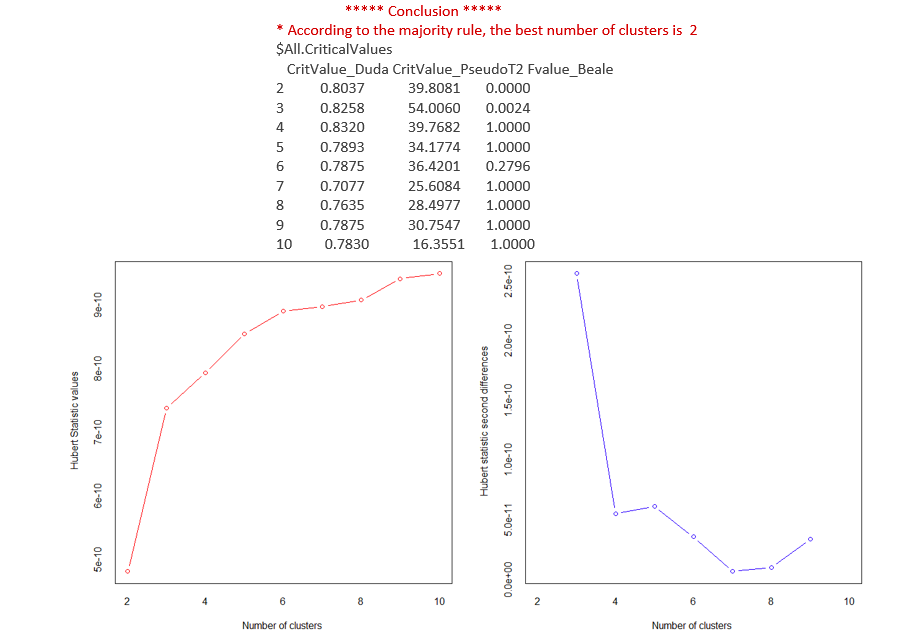 ***** Conclusion *****
* According to the majority rule, the best number of clusters is 2
$All.CriticalValues
CritValue_Duda CritValue_PseudoT2 Fvalue_Beale
2 0.8037 39.8081 0.0000
3 0.8258 54.0060 0.0024
4 0.8320 39.7682 1.0000
5 0.7893 34.1774 1.0000
6 0.7875 36.4201 0.2796
7 0.7077 25.6084 1.0000
8 0.7635 28.4977 1.0000
9 0.7875 30.7547 1.0000
10 0.7830 16.3551 1.0000
Hubert Statistic values
9e-10
8e-10
7e-10
6e-10
5e-10
2 4 6 8 10
Number of clusters
Hubert statistic second differences
2.5e-10
2.0e-10
1.5e-10
1.0e-10
5.0e-11
0.0e+00
2 4 6 8 10
Number of clusters